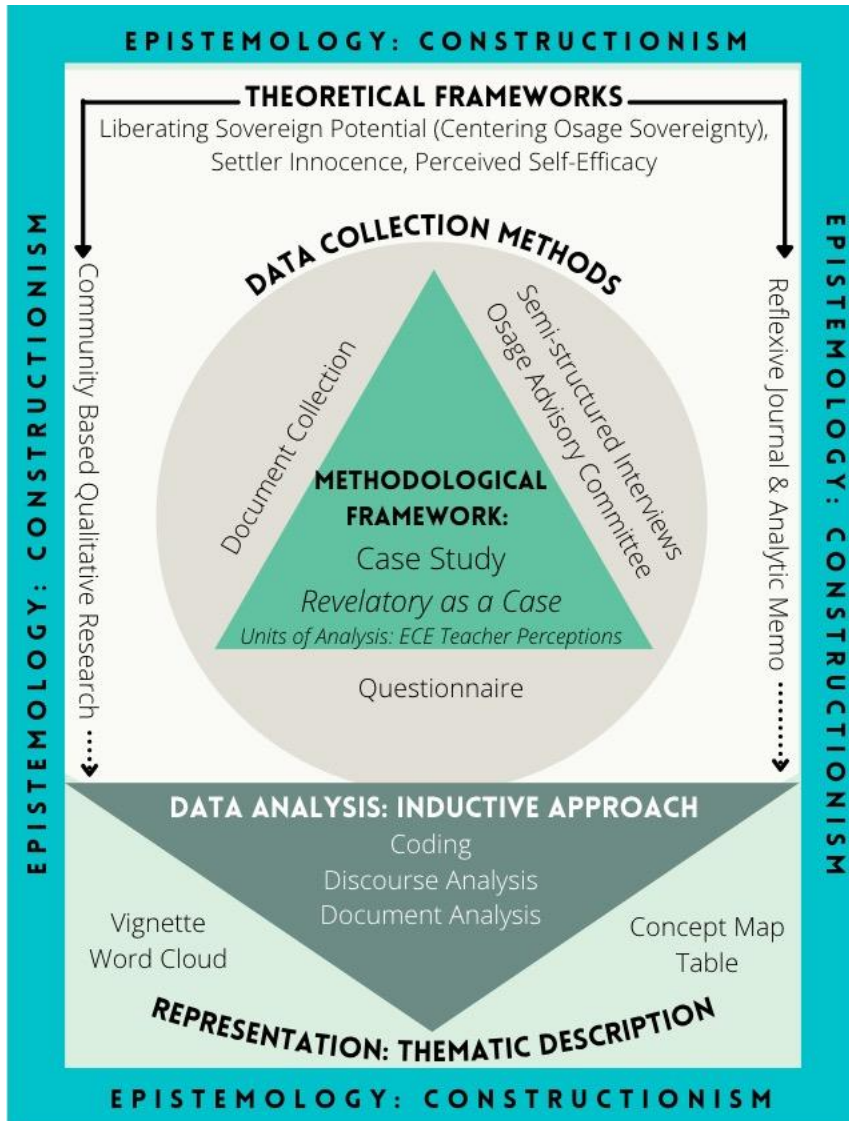 EPISTEMOLOGY: CONSTRUCTIONISM
THEORETICAL FRAMEWORKS
Liberating Sovereign Potential (Centering Osage Sovereignty),
Settler Innocence, Perceived Self-Efficacy
EPISTEMOLOGY: CONSTRUCTIONISM
Community Based Qualitative Research
DATA COLLECTION METHODS
Document Collection
Semi-structured Interviews
Osage Advisory Committee
METHODOLOGICAL
FRAMEWORK:
Case Study
Revelatory as a Case
Units of Analysis: ECE Teacher Perceptions
Questionnaire
Reflexive Journal & Analytic Memo
EPISTEMOLOGY: CONSTRUCTIONISM
DATA ANALYSIS: INDUCTIVE APPROACH
Coding
Discourse Analysis
Document Analysis
Vignette
Word Cloud
Concept Map
Table
REPRESENTATION: THEMATIC DESCRIPTION
EPISTEMOLOGY: CONSTRUCTIONISM